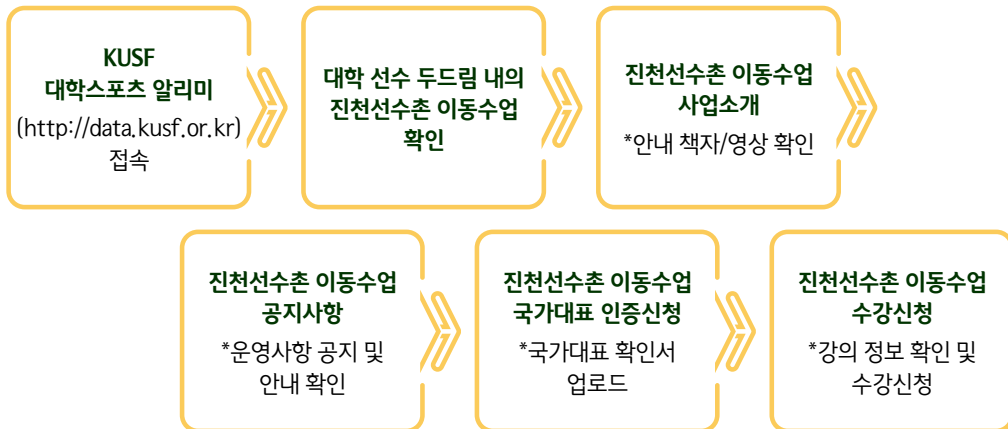 KUSF
대학스포츠 알리미
(http://data.kusf.or.kr)
접속
대학 선수 두드림 내의
진천선수촌 이동수업
확인
진천선수촌 이동수업
사업소개
*안내 책자/영상 확인
진천선수촌 이동수업
공지사항
*운영사항 공지 및
안내 확인
진천선수촌 이동수업
국가대표 인증신청
*국가대표 확인서
업로드
진천선수촌 이동수업
수강신청
*강의 정보 확인 및
수강신청